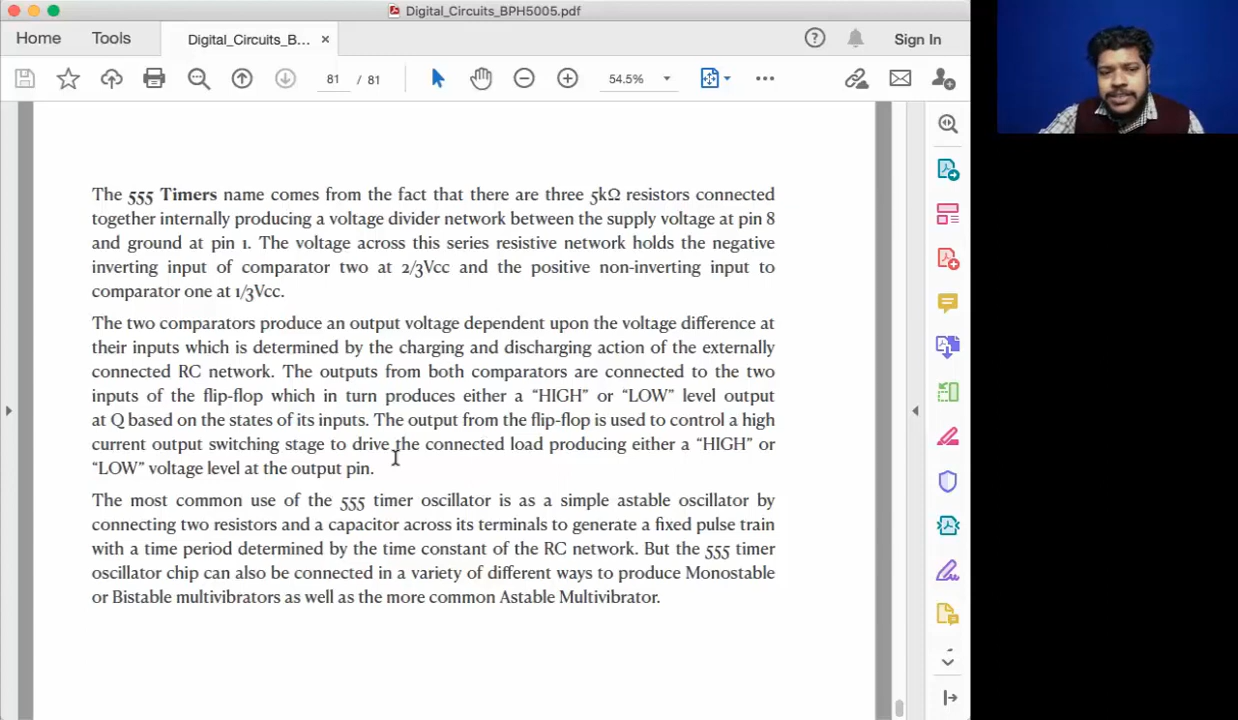 Digital_Circuits_BPH5005.pdf
Home
Tools
Digital_Circuits_B...
Sign In
81 / 81
54.5%
The 555 Timers name comes from the fact that there are three 5kΩ resistors connected
together internally producing a voltage divider network between the supply voltage at pin 8
and ground at pin 1. The voltage across this series resistive network holds the negative
inverting input of comparator two at 2/3Vcc and the positive non-inverting input to
comparator one at 1/3Vcc.
The two comparators produce an output voltage dependent upon the voltage difference at
their inputs which is determined by the charging and discharging action of the externally
connected RC network. The outputs from both comparators are connected to the two
inputs of the flip-flop which in turn produces either a “HIGH” or “LOW” level output
at Q based on the states of its inputs. The output from the flip-flop is used to control a high
current output switching stage to drive the connected load producing either a “HIGH” or
“LOW” voltage level at the output pin.
The most common use of the 555 timer oscillator is as a simple astable oscillator by
connecting two resistors and a capacitor across its terminals to generate a fixed pulse train
with a time period determined by the time constant of the RC network. But the 555 timer
oscillator chip can also be connected in a variety of different ways to produce Monostable
or Bistable multivibrators as well as the more common Astable Multivibrator.